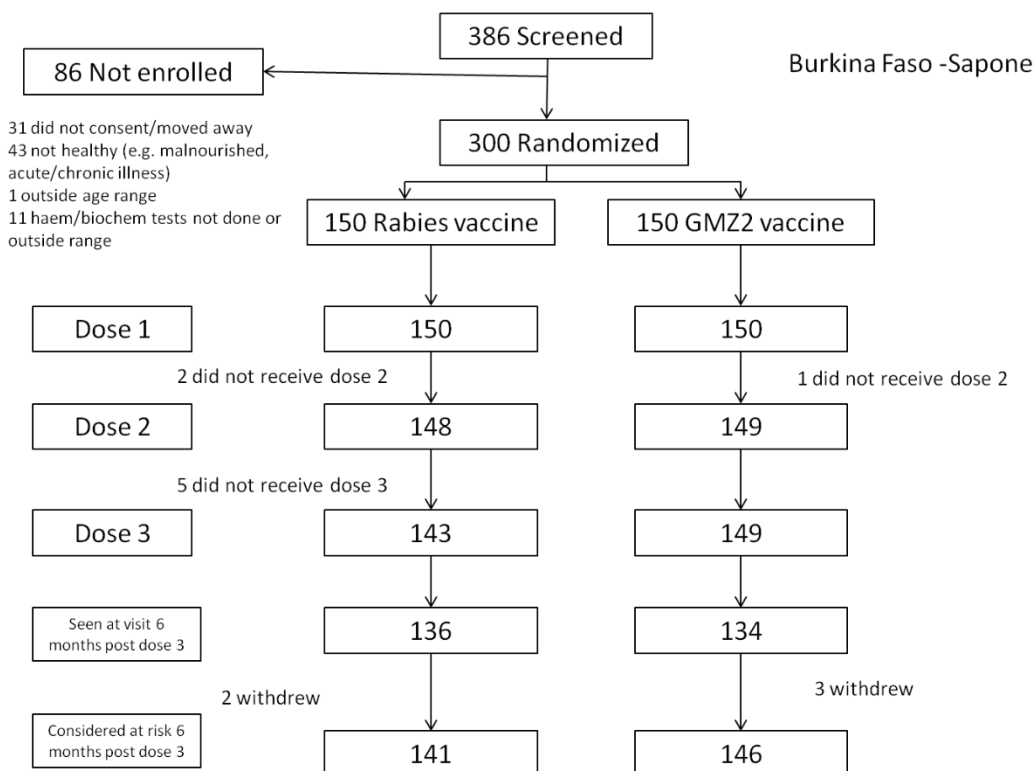 386 Screened
86 Not enrolled
Burkina Faso -Sapone
31 did not consent/moved away
43 not healthy (e.g. malnourished,
acute/chronic illness)
1 outside age range
11 haem/biochem tests not done or
outside range
300 Randomized
150 Rabies vaccine
150 GMZ2 vaccine
Dose 1
150
150
2 did not receive dose 2
1 did not receive dose 2
Dose 2
148
149
5 did not receive dose 3
Dose 3
143
149
Seen at visit 6
months post dose 3
136
134
2 withdrew
3 withdrew
Considered at risk 6
months post dose 3
141
146